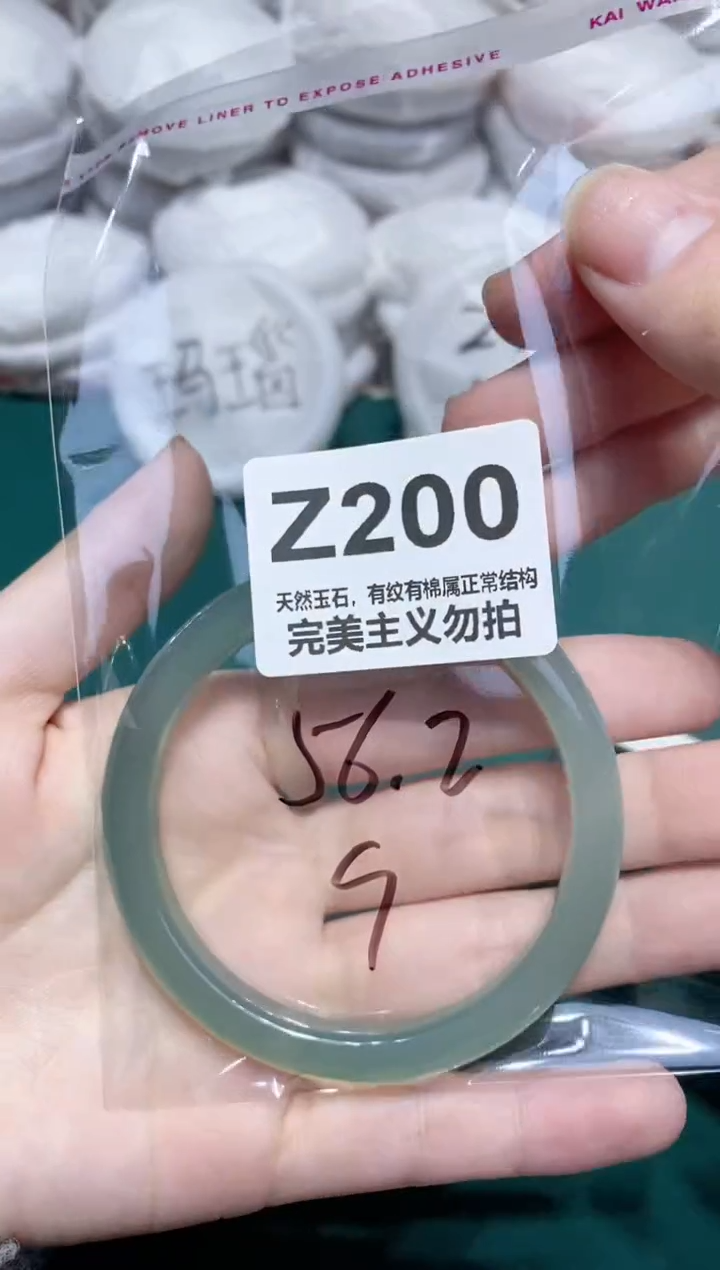 KAI WA
REMOVE LINER TO EXPOSE ADHESIVE
玛瑙
2
Z200
天然玉石，有纹有棉属正常结构
完美主义勿拍
56.2
9